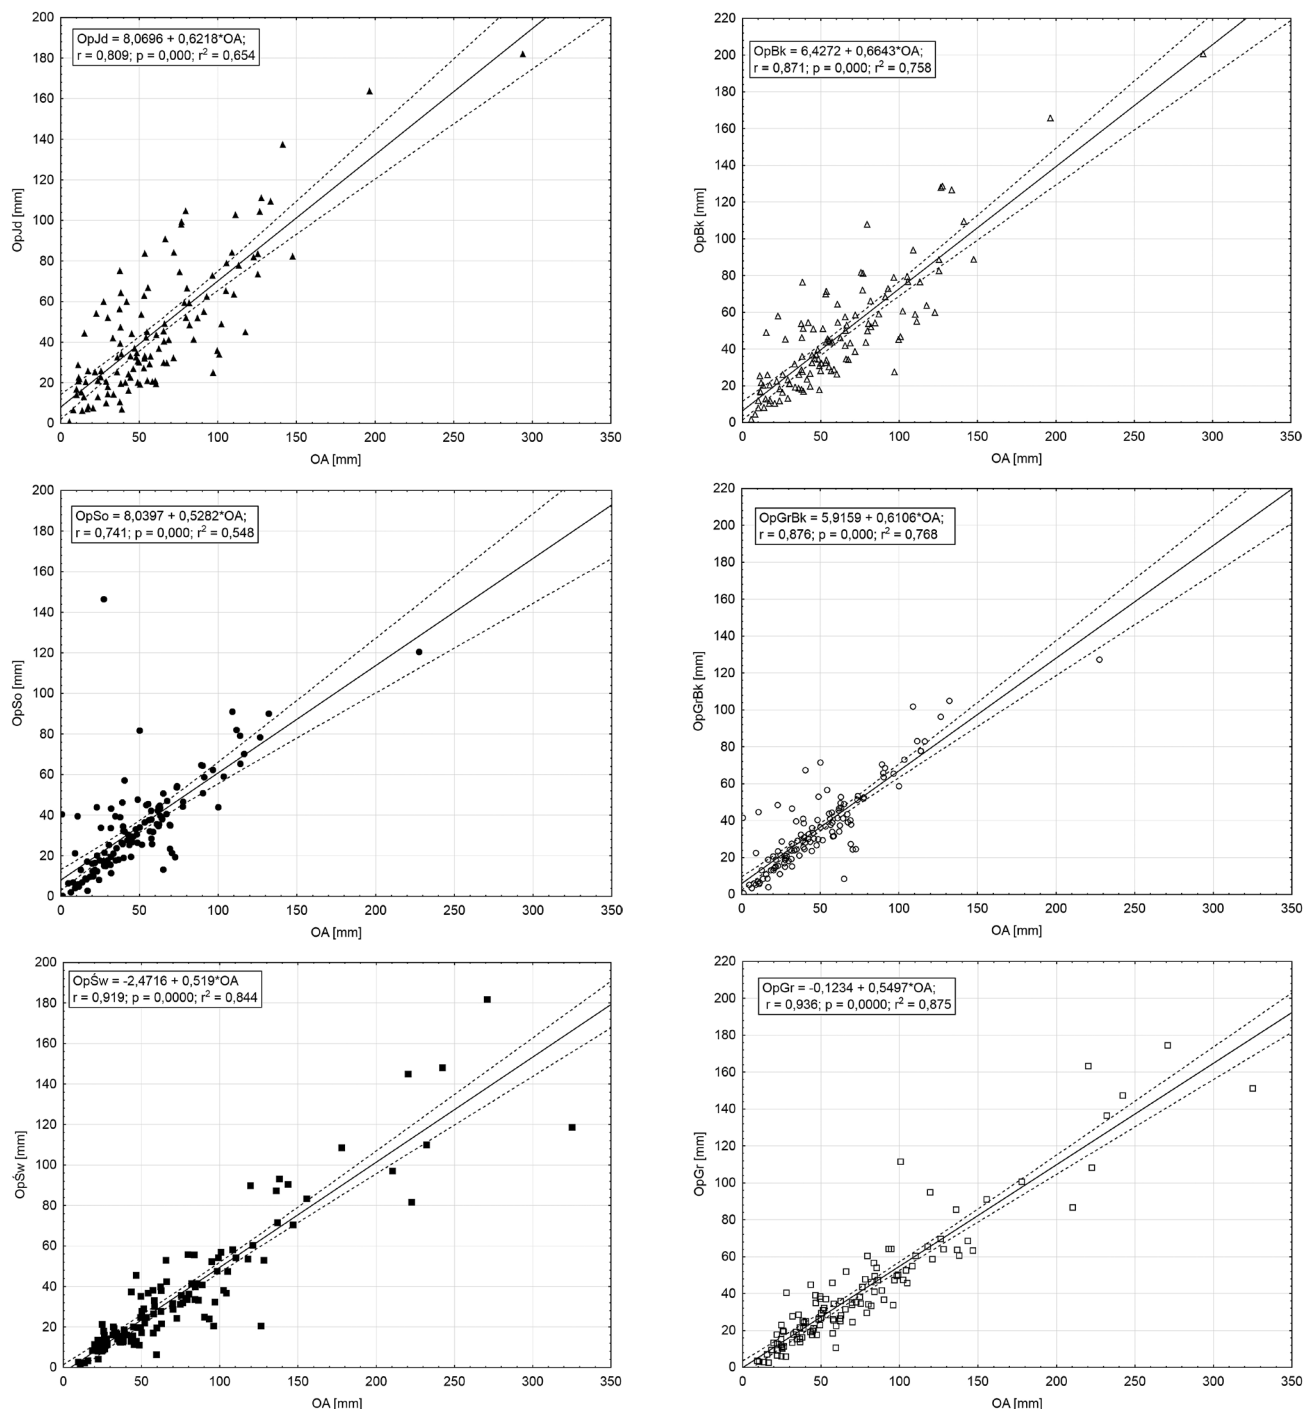 OpJd = 8,0696 + 0,6218*OA;
r = 0,809; p = 0,000; r² = 0,654
200
180
160
140
120
100
80
60
40
20
0
OpJd [mm]
0 50 100 150 200 250 300 350
OA [mm]
OpBk = 6,4272 + 0,6643*OA;
r = 0,871; p = 0,000; r² = 0,758
220
200
180
160
140
120
100
80
60
40
20
0
OpBk [mm]
0 50 100 150 200 250 300 350
OA [mm]
OpSo = 8,0397 + 0,5282*OA;
r = 0,741; p = 0,000; r² = 0,548
200
180
160
140
120
100
80
60
40
20
0
OpSo [mm]
0 50 100 150 200 250 300 350
OA [mm]
OpGrBk = 5,9159 + 0,6106*OA;
r = 0,876; p = 0,000; r² = 0,768
220
200
180
160
140
120
100
80
60
40
20
0
OpGrBk [mm]
0 50 100 150 200 250 300 350
OA [mm]
OpŚw = -2,4716 + 0,519*OA
r = 0,919; p = 0,0000; r² = 0,844
200
180
160
140
120
100
80
60
40
20
0
OpŚw [mm]
0 50 100 150 200 250 300 350
OA [mm]
OpGr = -0,1234 + 0,5497*OA;
r = 0,936; p = 0,0000; r² = 0,875
220
200
180
160
140
120
100
80
60
40
20
0
OpGr [mm]
0 50 100 150 200 250 300 350
OA [mm]